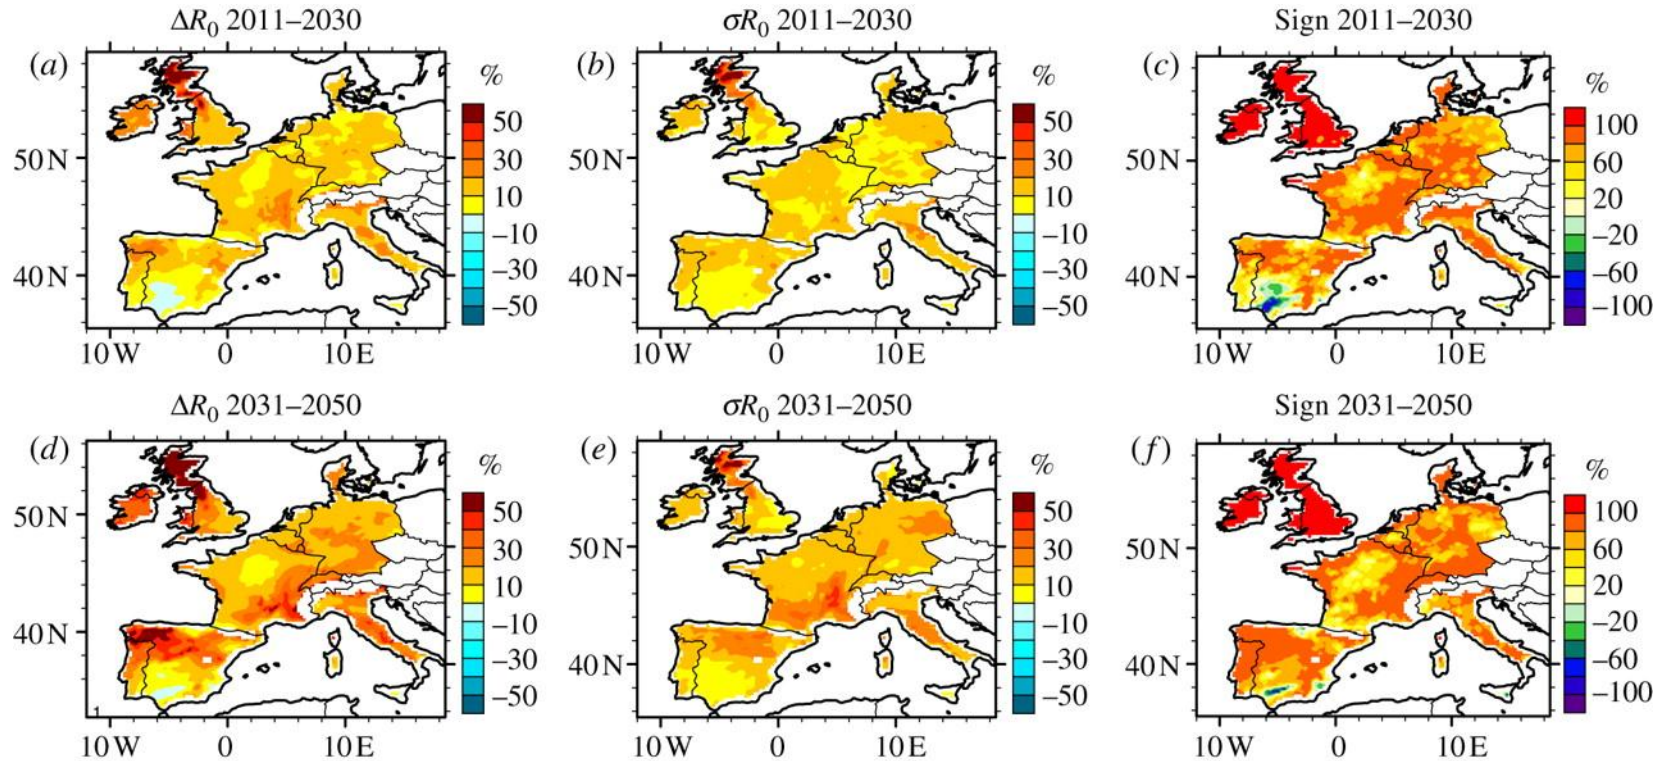 ΔR0 2011–2030
σR0 2011–2030
Sign 2011–2030
(a)
(b)
(c)
%
50
30
10
–10
–30
–50
%
50
30
10
–10
–30
–50
%
100
60
20
–20
–60
–100
50 N
40 N
50 N
40 N
50 N
40 N
10 W 0 10 E
10 W 0 10 E
10 W 0 10 E
ΔR0 2031–2050
σR0 2031–2050
Sign 2031–2050
(d)
(e)
(f)
%
50
30
10
–10
–30
–50
%
50
30
10
–10
–30
–50
%
100
60
20
–20
–60
–100
50 N
40 N
50 N
40 N
50 N
40 N
1
10 W 0 10 E
10 W 0 10 E
10 W 0 10 E